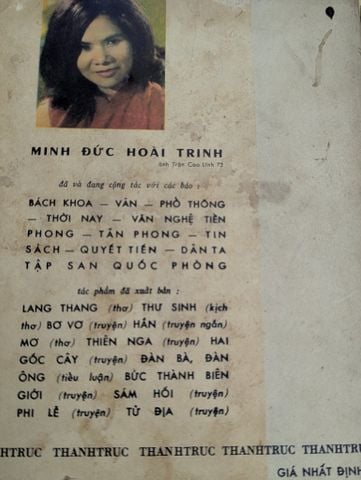 MINH ĐỨC HOÀI TRINH
ảnh Trần Cao Lĩnh 72
đã và đang cộng tác với các báo :
BÁCH KHOA — VĂN — PHỔ THÔNG
— THỜI NAY — VĂN NGHỆ TIỀN
PHONG — TÂN PHONG — TIN
SÁCH — QUYẾT TIẾN — DÂN TA
TẬP SAN QUỐC PHÒNG
tác phẩm đã xuất bản :
LANG THANG (thơ) THƯ SINH (kịch
thơ) BƠ VƠ (truyện) HẮN (truyện ngắn)
MƠ (thơ) THIÊN NGA (truyện) HAI
GỐC CÂY (truyện) ĐÀN BÀ, ĐÀN
ÔNG (tiểu luận) BỨC THÀNH BIÊN
GIỚI (truyện) SÁM HỐI (truyện)
PHI LỄ (truyện) TỬ ĐỊA (truyện)
HTRUC THANHTRUC THANHTRUC THANHTRUC THANHTRU
GIÁ NHẤT ĐỊNH